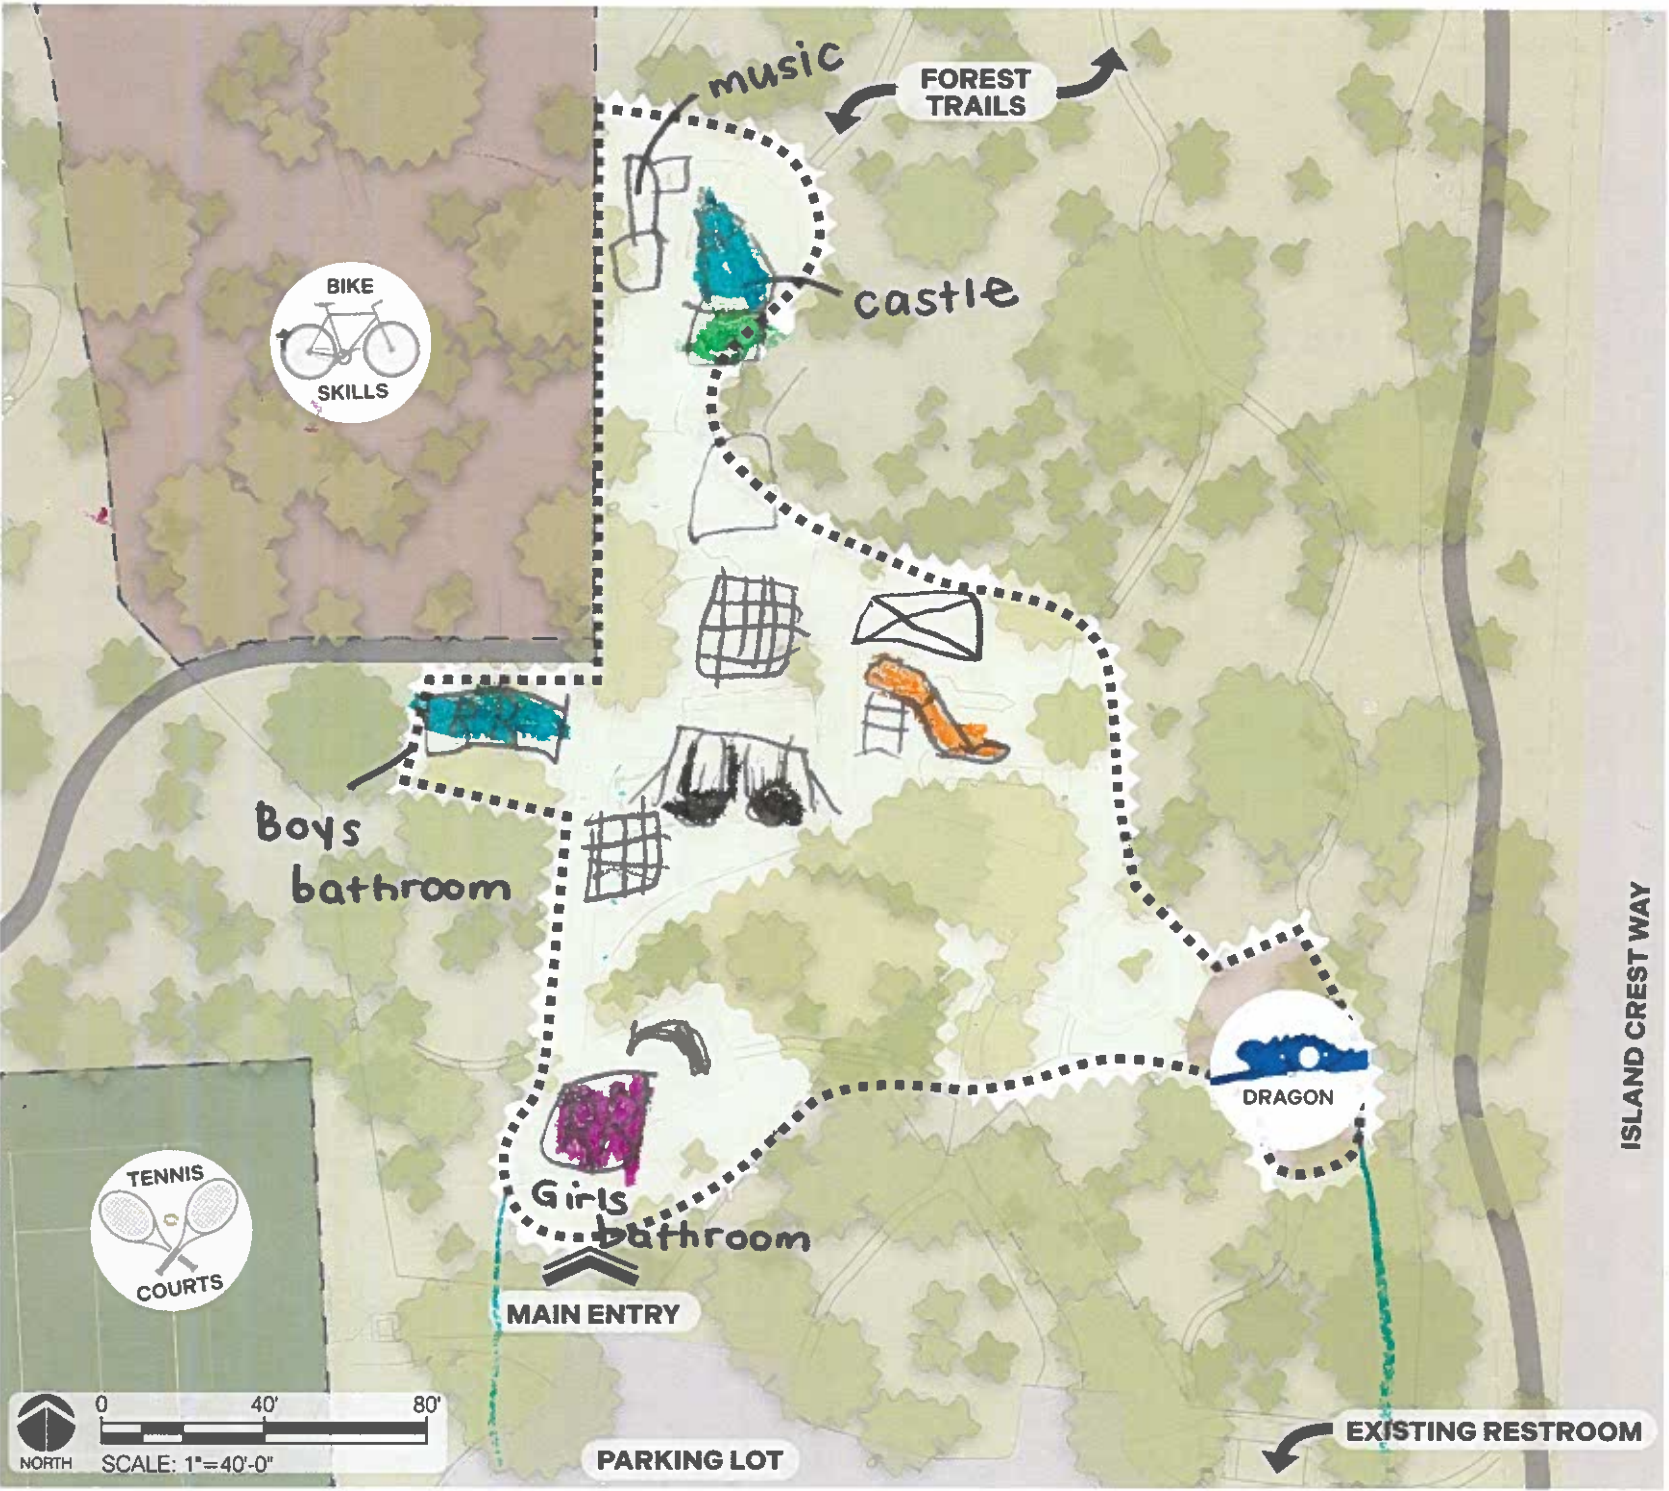 music
FOREST
TRAILS
BIKE
SKILLS
castle
Boys
bathroom
DRAGON
ISLAND CREST WAY
TENNIS
COURTS
Girls
bathroom
MAIN ENTRY
0 40' 80'
NORTH
SCALE: 1"=40'-0"
PARKING LOT
EXISTING RESTROOM